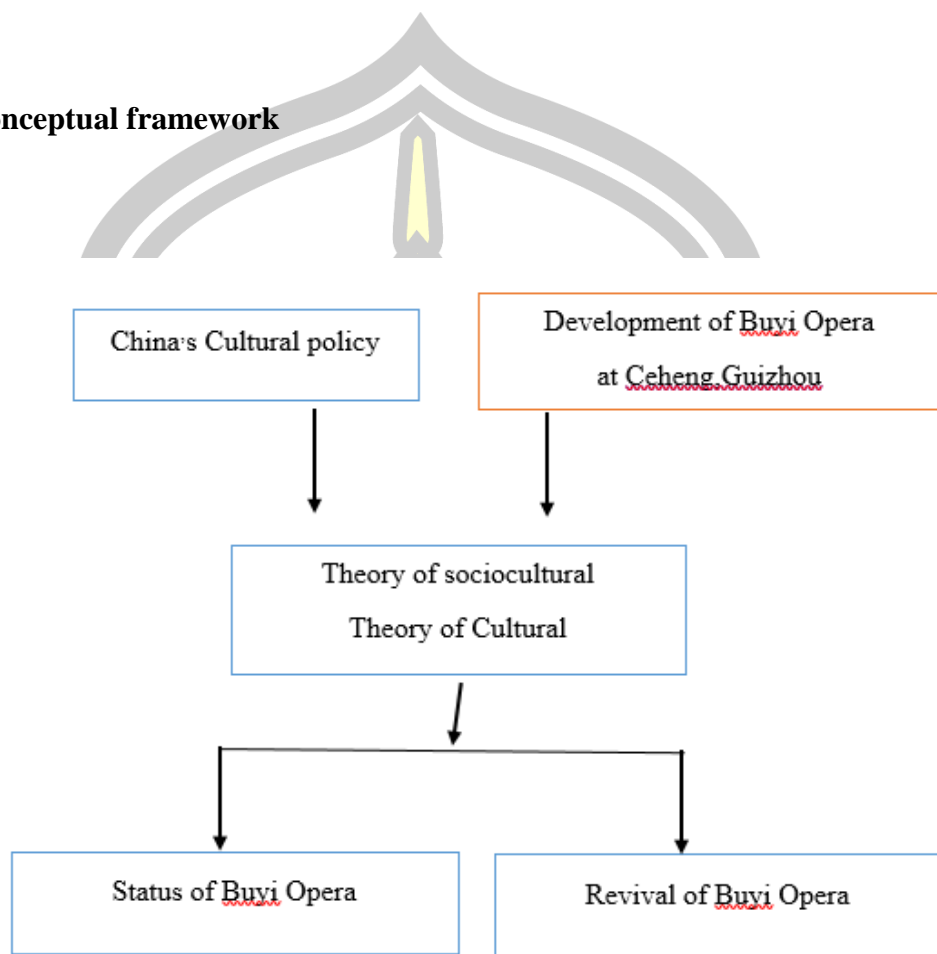 onceptual framework
China's Cultural policy
Development of Buyi Opera
at Ceheng,Guizhou
Theory of sociocultural
Theory of Cultural
Status of Buyi Opera
Revival of Buyi Opera